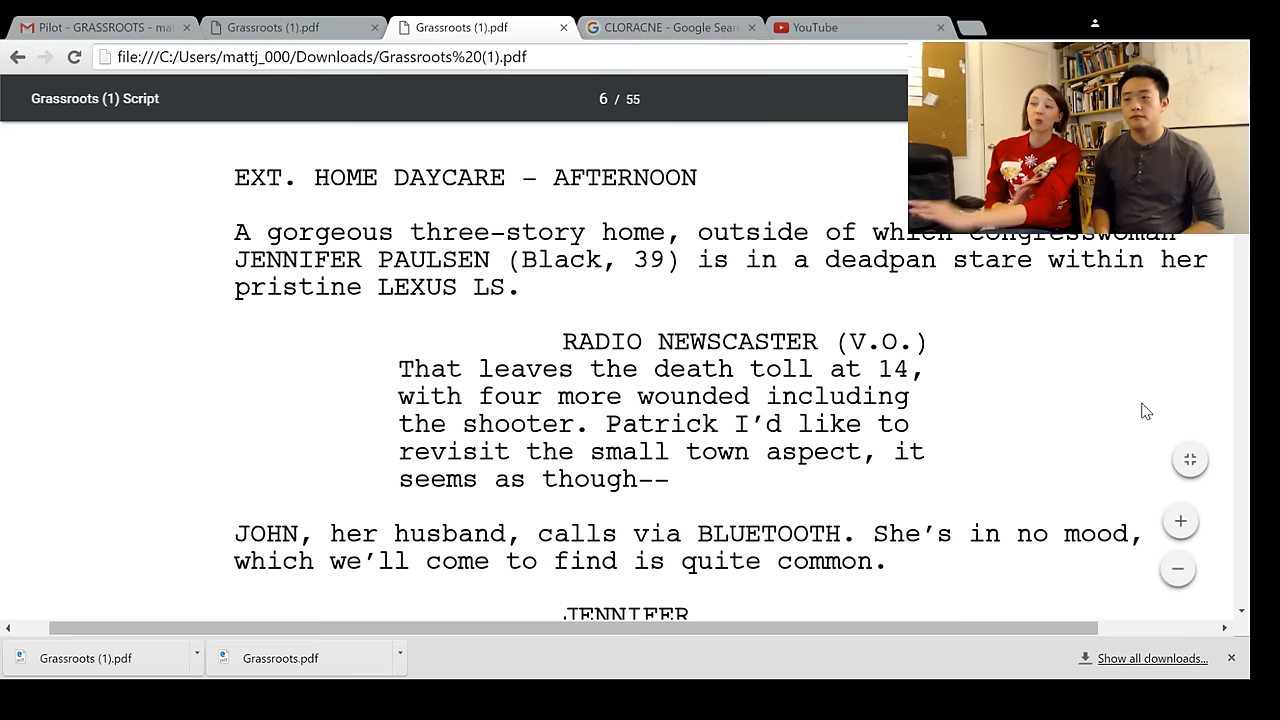 Pilot - GRASSROOTS - ma
Grassroots (1).pdf
Grassroots (1).pdf
CLORACNE - Google Sear
YouTube
file:///C:/Users/mattj_000/Downloads/Grassroots%20(1).pdf
Grassroots (1) Script
6 / 55
EXT. HOME DAYCARE – AFTERNOON
A gorgeous three-story home, outside of which Congresswoman
JENNIFER PAULSEN (Black, 39) is in a deadpan stare within her
pristine LEXUS LS.
RADIO NEWSCASTER (V.O.)
That leaves the death toll at 14,
with four more wounded including
the shooter. Patrick I’d like to
revisit the small town aspect, it
seems as though--
JOHN, her husband, calls via BLUETOOTH. She’s in no mood,
which we’ll come to find is quite common.
JENNIFER
Grassroots (1).pdf
Grassroots.pdf
Show all downloads...